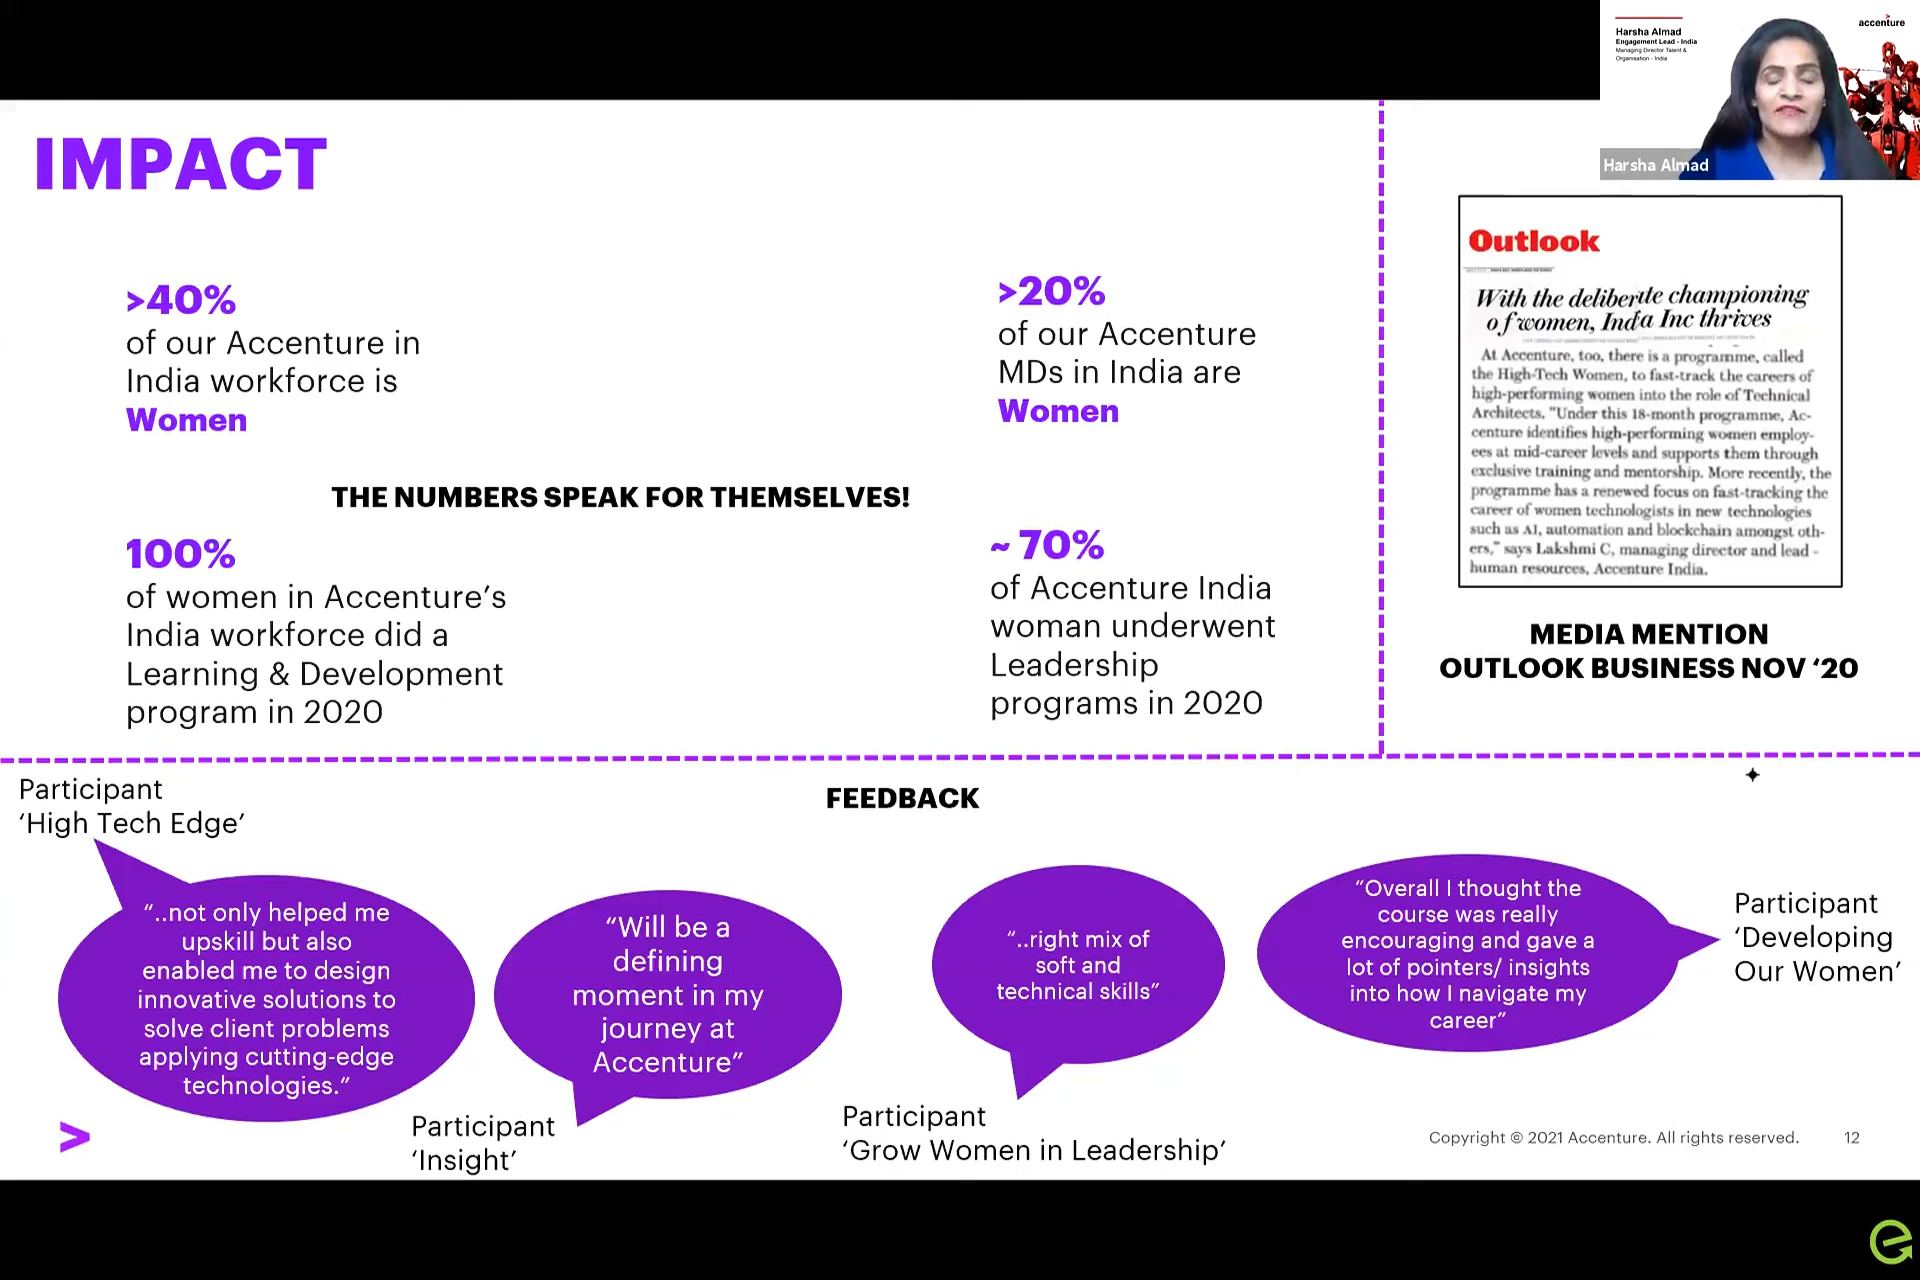 Harsha Almad
Engagement Lead - India
Managing Director Talent &
Organisation - India
accenture
Harsha Almad
IMPACT
>40%
of our Accenture in
India workforce is
Women
>20%
of our Accenture
MDs in India are
Women
THE NUMBERS SPEAK FOR THEMSELVES!
100%
of women in Accenture’s
India workforce did a
Learning & Development
program in 2020
~ 70%
of Accenture India
woman underwent
Leadership
programs in 2020
Outlook
With the deliberte championing
of women, India Inc thrives
At Accenture, too, there is a programme, called
the High-Tech Women, to fast-track the careers of
high-performing women into the role of Technical
Architects. "Under this 18-month programme, Ac-
centure identifies high-performing women employ-
ees at mid-career levels and supports them through
exclusive training and mentorship. More recently, the
programme has a renewed focus on fast-tracking the
career of women technologists in new technologies
such as AI, automation and blockchain amongst oth-
ers," says Lakshmi C, managing director and lead -
human resources, Accenture India.
MEDIA MENTION
OUTLOOK BUSINESS NOV ‘20
FEEDBACK
Participant
‘High Tech Edge’
“..not only helped me
upskill but also
enabled me to design
innovative solutions to
solve client problems
applying cutting-edge
technologies.”
“Will be a
defining
moment in my
journey at
Accenture”
Participant
‘Insight’
“..right mix of
soft and
technical skills”
Participant
‘Grow Women in Leadership’
“Overall I thought the
course was really
encouraging and gave a
lot of pointers/ insights
into how I navigate my
career”
Participant
‘Developing
Our Women’
Copyright © 2021 Accenture. All rights reserved.
12